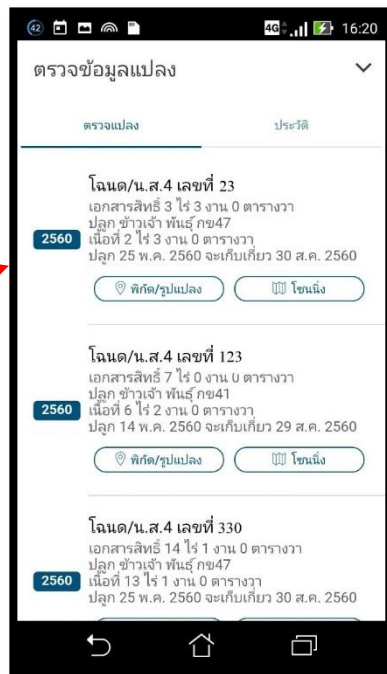 42
4G
16:20
ตรวจข้อมูลแปลง
ตรวจแปลง
ประวัติ
โฉนด/น.ส.4 เลขที่ 23
เอกสารสิทธิ์ 3 ไร่ 3 งาน 0 ตารางวา
ปลูก ข้าวเจ้า พันธุ์ กข47
2560
เนื้อที่ 2 ไร่ 3 งาน 0 ตารางวา
ปลูก 25 พ.ค. 2560 จะเก็บเกี่ยว 30 ส.ค. 2560
พิกัด/รูปแปลง
โซนนิ่ง
โฉนด/น.ส.4 เลขที่ 123
เอกสารสิทธิ์ 7 ไร่ 0 งาน 0 ตารางวา
ปลูก ข้าวเจ้า พันธุ์ กข41
2560
เนื้อที่ 6 ไร่ 2 งาน 0 ตารางวา
ปลูก 14 พ.ค. 2560 จะเก็บเกี่ยว 29 ส.ค. 2560
พิกัด/รูปแปลง
โซนนิ่ง
โฉนด/น.ส.4 เลขที่ 330
เอกสารสิทธิ์ 14 ไร่ 1 งาน 0 ตารางวา
ปลูก ข้าวเจ้า พันธุ์ กข47
2560
เนื้อที่ 13 ไร่ 1 งาน 0 ตารางวา
ปลูก 25 พ.ค. 2560 จะเก็บเกี่ยว 30 ส.ค. 2560